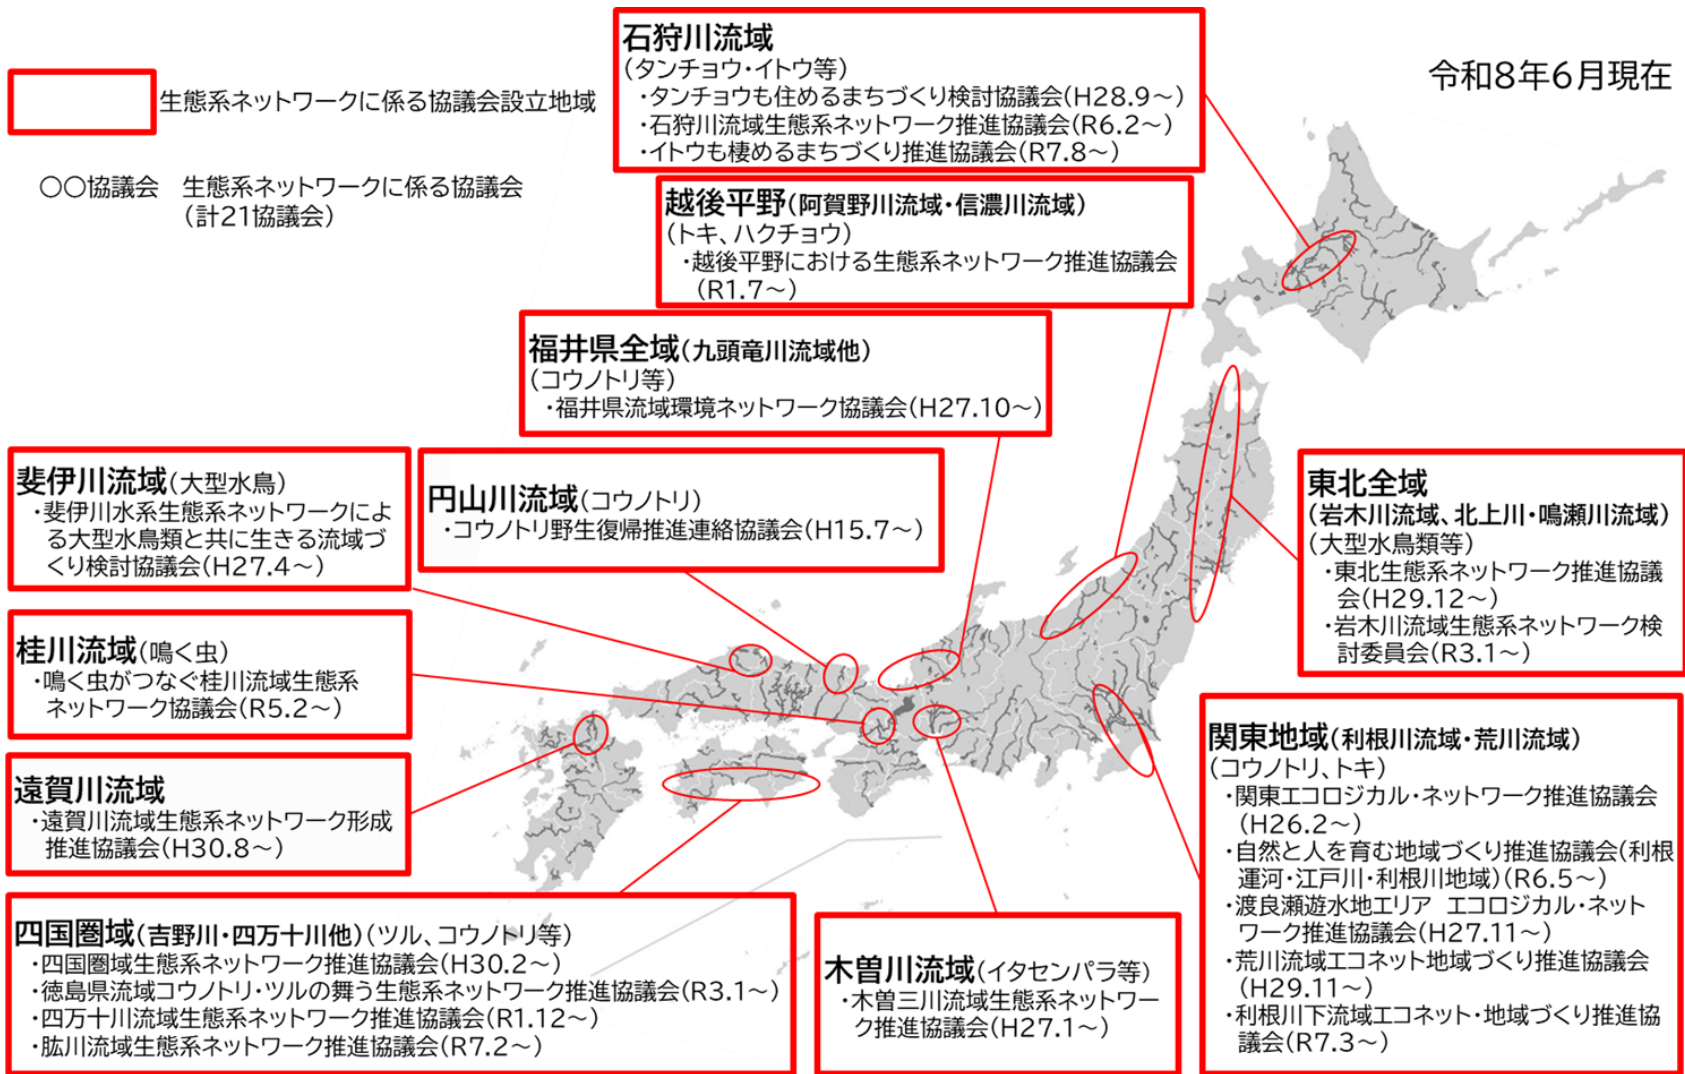 令和8年6月現在
生態系ネットワークに係る協議会設立地域
○○協議会　生態系ネットワークに係る協議会
(計21協議会)
石狩川流域
(タンチョウ・イトウ等)
・タンチョウも住めるまちづくり検討協議会(H28.9～)
・石狩川流域生態系ネットワーク推進協議会(R6.2～)
・イトウも棲めるまちづくり推進協議会(R7.8～)
越後平野(阿賀野川流域・信濃川流域)
(トキ、ハクチョウ)
・越後平野における生態系ネットワーク推進協議会
(R1.7～)
福井県全域(九頭竜川流域他)
(コウノトリ等)
・福井県流域環境ネットワーク協議会(H27.10～)
斐伊川流域(大型水鳥)
・斐伊川水系生態系ネットワークによ
る大型水鳥類と共に生きる流域づ
くり検討協議会(H27.4～)
円山川流域(コウノトリ)
・コウノトリ野生復帰推進連絡協議会(H15.7～)
東北全域
(岩木川流域、北上川・鳴瀬川流域)
(大型水鳥類等)
・東北生態系ネットワーク推進協議
会(H29.12～)
・岩木川流域生態系ネットワーク検
討委員会(R3.1～)
桂川流域(鳴く虫)
・鳴く虫がつなぐ桂川流域生態系
ネットワーク協議会(R5.2～)
遠賀川流域
・遠賀川流域生態系ネットワーク形成
推進協議会(H30.8～)
関東地域(利根川流域・荒川流域)
(コウノトリ、トキ)
・関東エコロジカル・ネットワーク推進協議会
(H26.2～)
・自然と人を育む地域づくり推進協議会(利根
運河・江戸川・利根川地域)(R6.5～)
・渡良瀬遊水地エリア　エコロジカル・ネット
ワーク推進協議会(H27.11～)
・荒川流域エコネット地域づくり推進協議会
(H29.11～)
・利根川下流域エコネット・地域づくり推進協
議会(R7.3～)
四国圏域(吉野川・四万十川他)(ツル、コウノトリ等)
・四国圏域生態系ネットワーク推進協議会(H30.2～)
・徳島県流域コウノトリ・ツルの舞う生態系ネットワーク推進協議会(R3.1～)
・四万十川流域生態系ネットワーク推進協議会(R1.12～)
・肱川流域生態系ネットワーク推進協議会(R7.2～)
木曽川流域(イタセンパラ等)
・木曽三川流域生態系ネットワー
ク推進協議会(H27.1～)